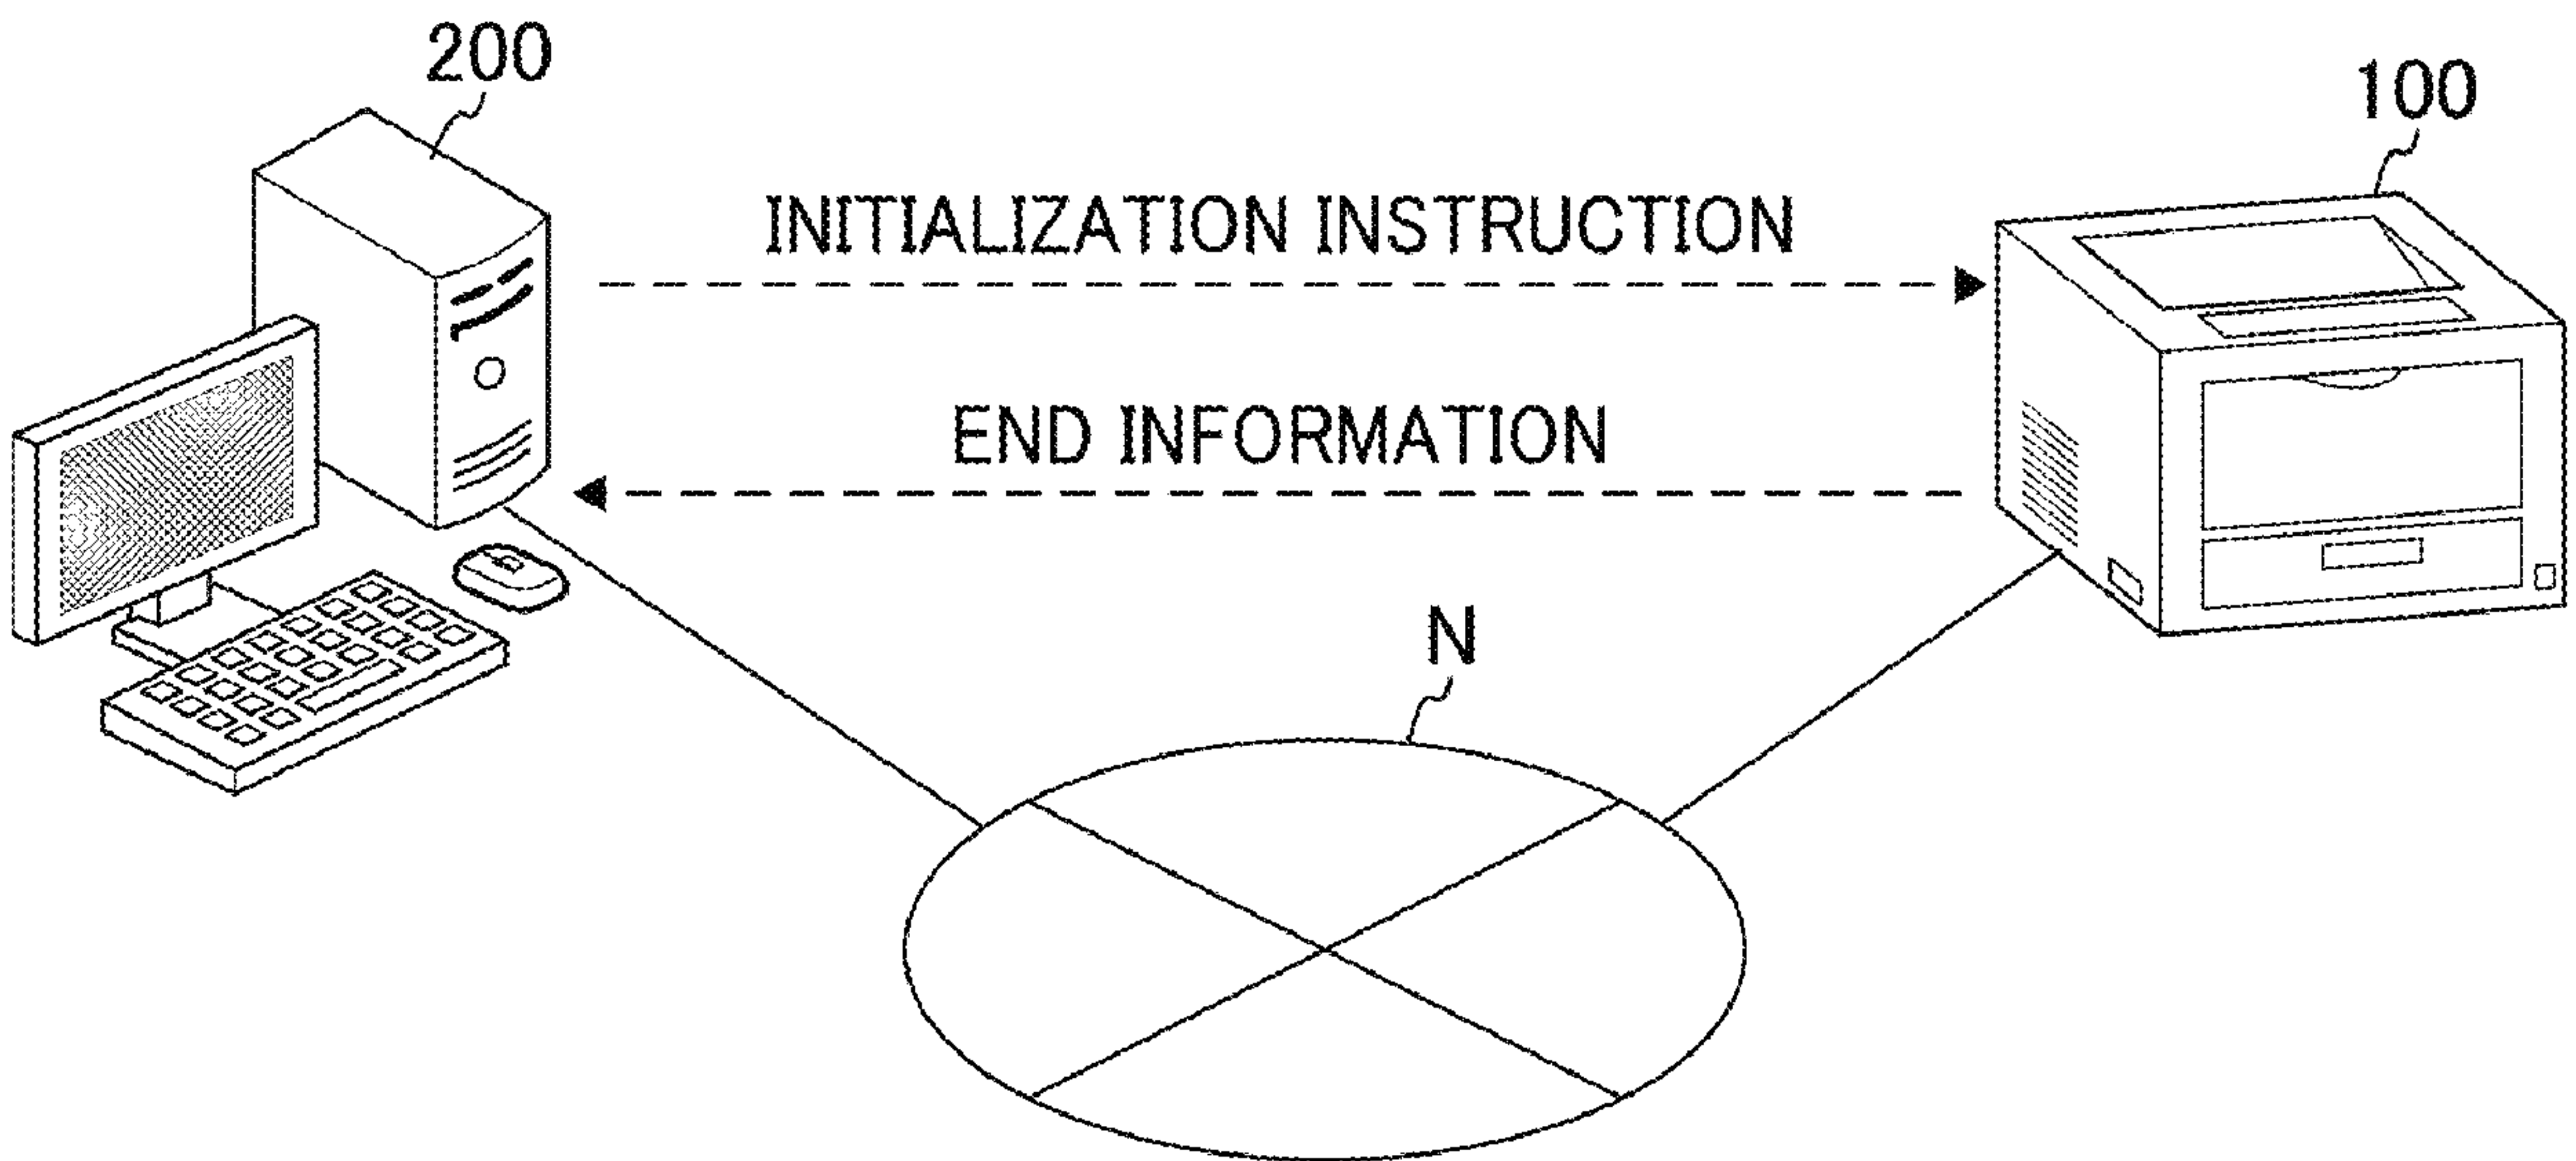 200
100
INITIALIZATION INSTRUCTION
END INFORMATION
N